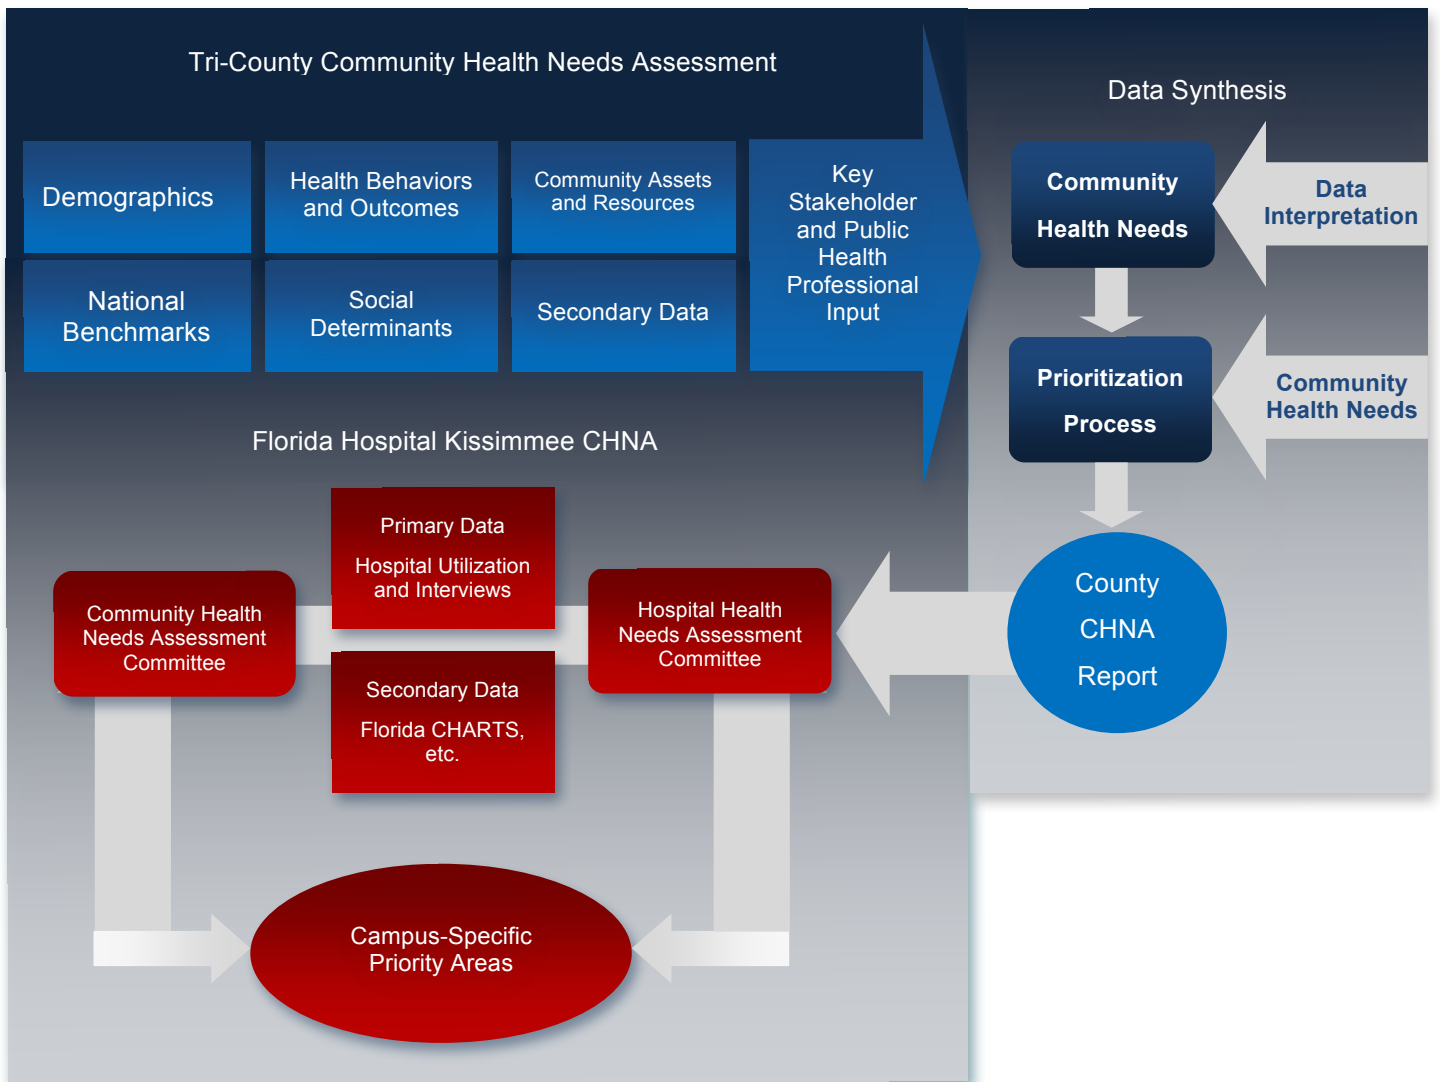 Tri-County Community Health Needs Assessment
Demographics
Health Behaviors
and Outcomes
Community Assets
and Resources
National
Benchmarks
Social
Determinants
Secondary Data
Key
Stakeholder
and Public
Health
Professional
Input
Data Synthesis
Community
Health Needs
Data
Interpretation
Prioritization
Process
Community
Health Needs
County
CHNA
Report
Florida Hospital Kissimmee CHNA
Primary Data
Hospital Utilization
and Interviews
Community Health
Needs Assessment
Committee
Hospital Health
Needs Assessment
Committee
Secondary Data
Florida CHARTS,
etc.
Campus-Specific
Priority Areas